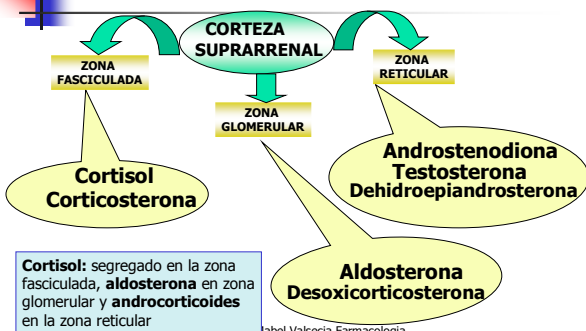 CORTEZA
SUPRARRENAL
ZONA
FASCICULADA
ZONA
GLOMERULAR
ZONA
RETICULAR
Cortisol
Corticosterona
Androstenodiona
Testosterona
Dehidroepiandrosterona
Aldosterona
Desoxicorticosterona
Cortisol: segregado en la zona
fasciculada, aldosterona en zona
glomerular y androcorticoides
en la zona reticular
Valsecia Farmacologia